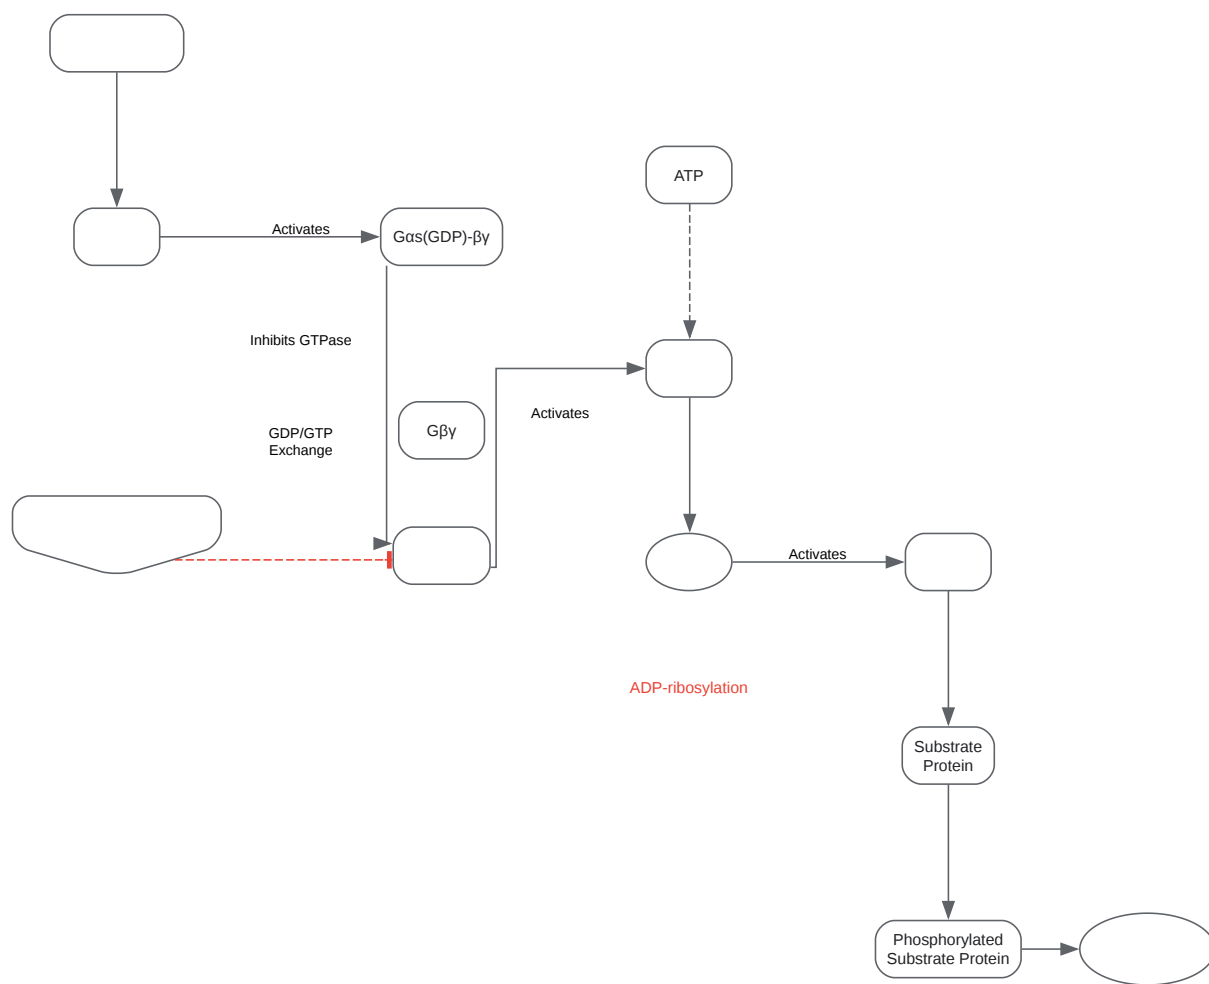 ATP
Activates
Gαs(GDP)-βγ
Inhibits GTPase
Activates
GDP/GTP
Exchange
Gβγ
Activates
ADP-ribosylation
Substrate
Protein
Phosphorylated
Substrate Protein